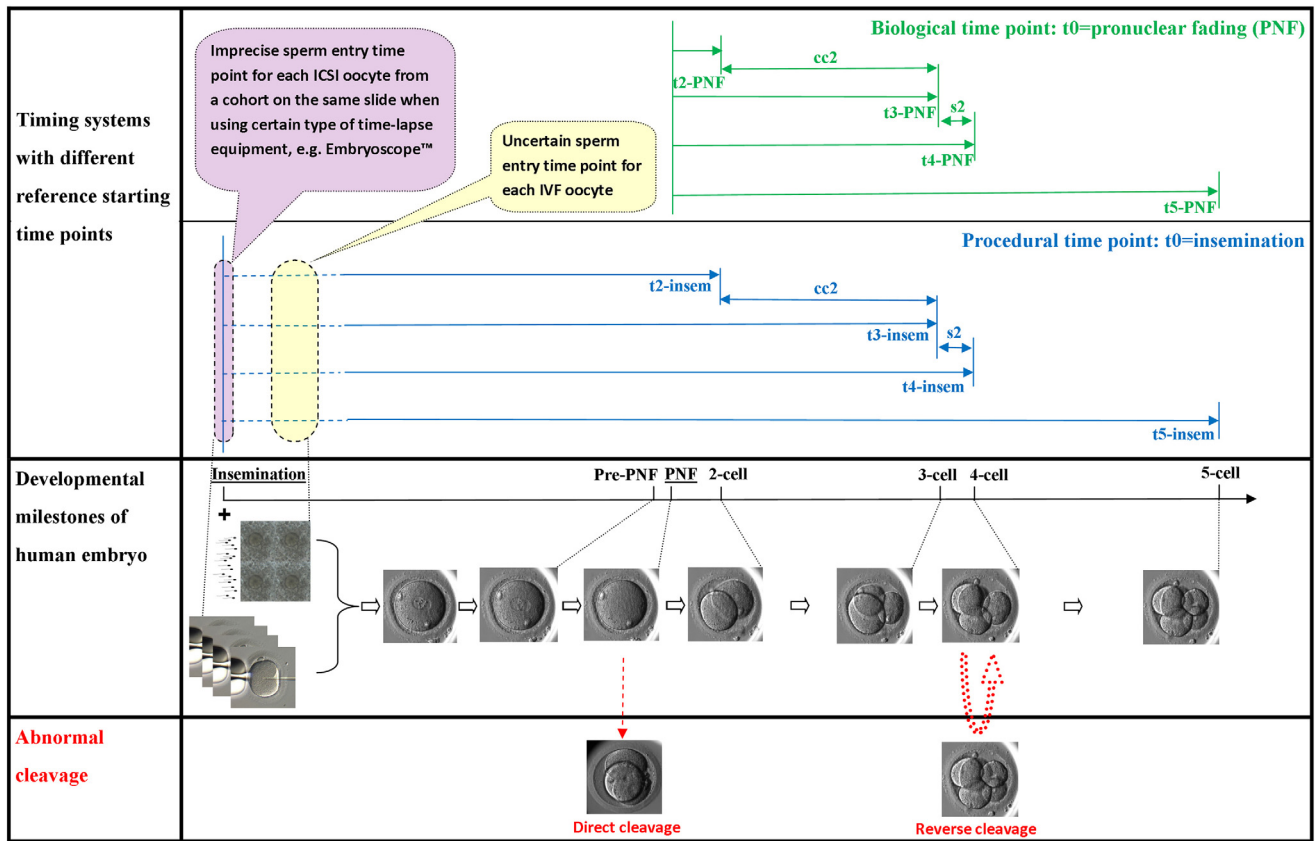 Timing systems
with different
reference starting
time points
Imprecise sperm entry time
point for each ICSI oocyte from
a cohort on the same slide when
using certain type of time-lapse
equipment, e.g. Embryoscope™
Uncertain sperm
entry time point for
each IVF oocyte
Biological time point: t0=pronuclear fading (PNF)
t2-PNF
cc2
t3-PNF
s2
t4-PNF
t5-PNF
Procedural time point: t0=insemination
t2-insem
cc2
t3-insem
s2
t4-insem
t5-insem
Developmental
milestones of
human embryo
Insemination
Pre-PNF
PNF
2-cell
3-cell
4-cell
5-cell
+
Abnormal
cleavage
Direct cleavage
Reverse cleavage